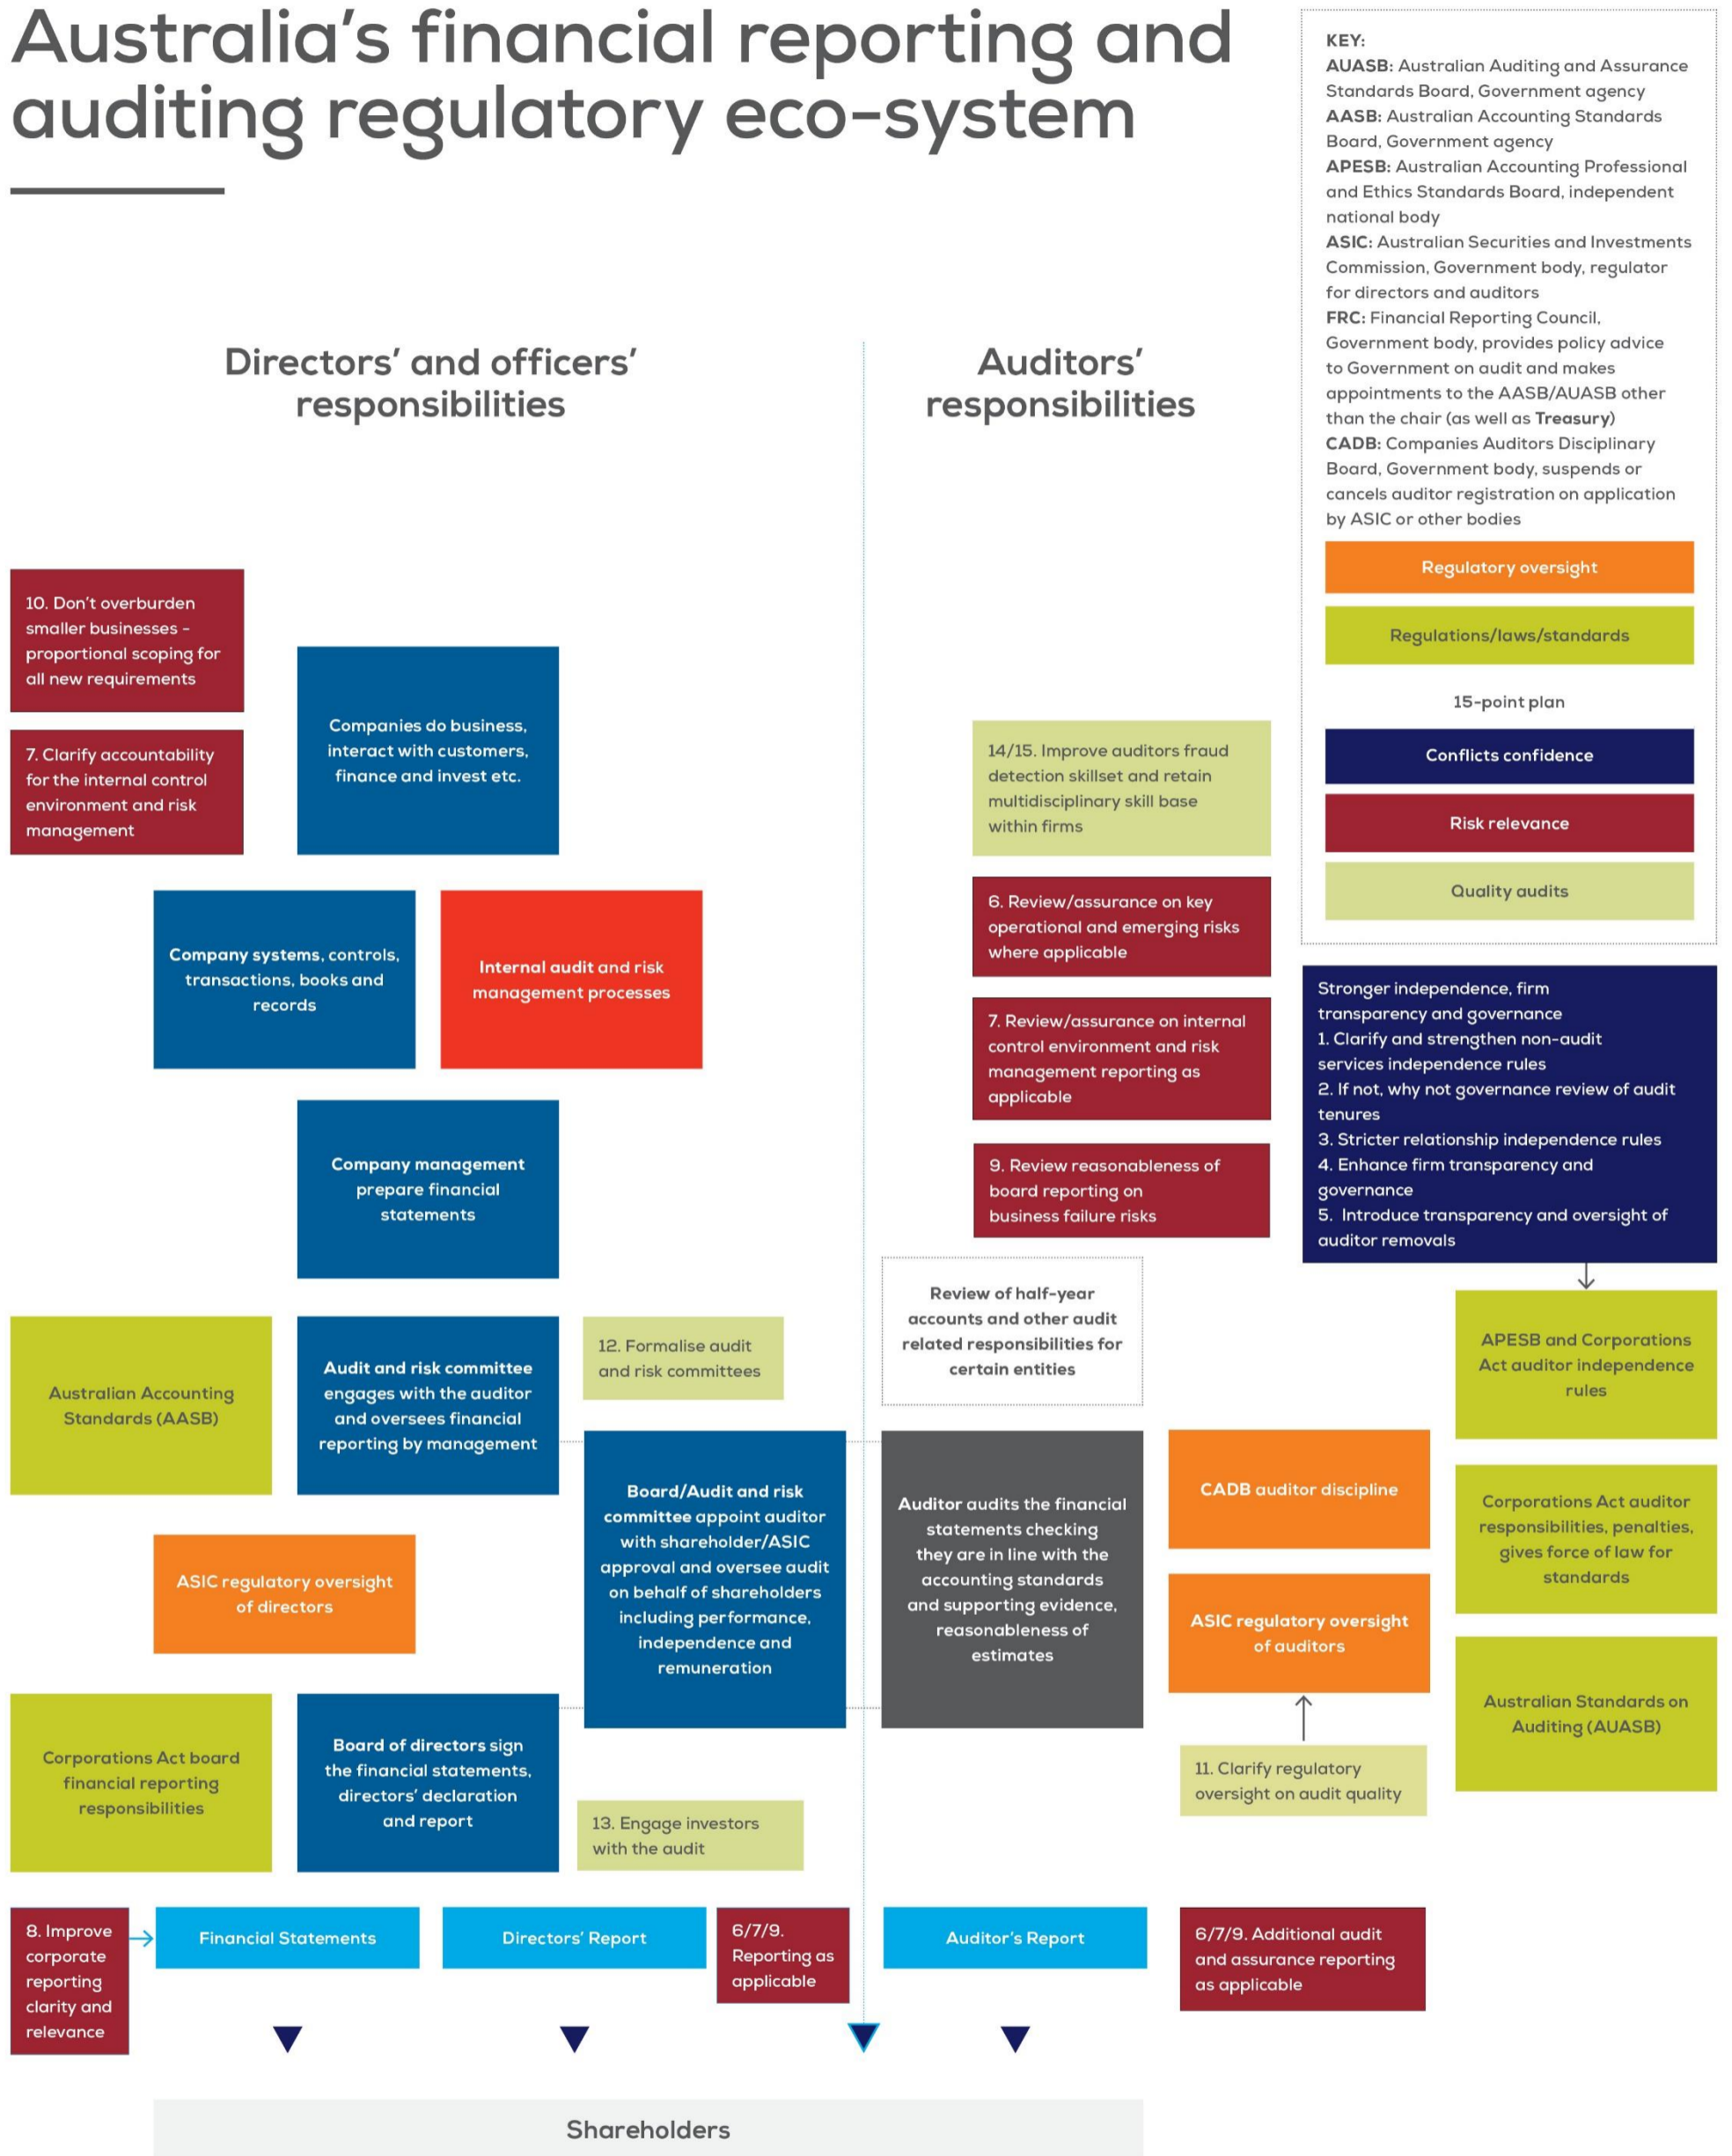 Australia's financial reporting and
auditing regulatory eco-system
KEY:
AUASB: Australian Auditing and Assurance
Standards Board, Government agency
AASB: Australian Accounting Standards
Board, Government agency
APESB: Australian Accounting Professional
and Ethics Standards Board, independent
national body
ASIC: Australian Securities and Investments
Commission, Government body, regulator
for directors and auditors
FRC: Financial Reporting Council,
Government body, provides policy advice
to Government on audit and makes
appointments to the AASB/AUASB other
than the chair (as well as Treasury)
CADB: Companies Auditors Disciplinary
Board, Government body, suspends or
cancels auditor registration on application
by ASIC or other bodies
Regulatory oversight
Regulations/laws/standards
15-point plan
Conflicts confidence
Risk relevance
Quality audits
Directors' and officers'
responsibilities
10. Don't overburden
smaller businesses -
proportional scoping for
all new requirements
7. Clarify accountability
for the internal control
environment and risk
management
Companies do business,
interact with customers,
finance and invest etc.
Company systems, controls,
transactions, books and
records
Internal audit and risk
management processes
Company management
prepare financial
statements
Australian Accounting
Standards (AASB)
Audit and risk committee
engages with the auditor
and oversees financial
reporting by management
12. Formalise audit
and risk committees
Board/Audit and risk
committee appoint auditor
with shareholder/ASIC
approval and oversee audit
on behalf of shareholders
including performance,
independence and
remuneration
ASIC regulatory oversight
of directors
Corporations Act board
financial reporting
responsibilities
Board of directors sign
the financial statements,
directors' declaration
and report
13. Engage investors
with the audit
8. Improve
corporate
reporting
clarity and
relevance
Financial Statements
Directors' Report
6/7/9.
Reporting as
applicable
Auditors'
responsibilities
14/15. Improve auditors fraud
detection skillset and retain
multidisciplinary skill base
within firms
6. Review/assurance on key
operational and emerging risks
where applicable
7. Review/assurance on internal
control environment and risk
management reporting as
applicable
9. Review reasonableness of
board reporting on
business failure risks
Stronger independence, firm
transparency and governance
1. Clarify and strengthen non-audit
services independence rules
2. If not, why not governance review of audit
tenures
3. Stricter relationship independence rules
4. Enhance firm transparency and
governance
5. Introduce transparency and oversight of
auditor removals
Review of half-year
accounts and other audit
related responsibilities for
certain entities
Auditor audits the financial
statements checking
they are in line with the
accounting standards
and supporting evidence,
reasonableness of
estimates
CADB auditor discipline
ASIC regulatory oversight
of auditors
11. Clarify regulatory
oversight on audit quality
APESB and Corporations
Act auditor independence
rules
Corporations Act auditor
responsibilities, penalties,
gives force of law for
standards
Australian Standards on
Auditing (AUASB)
Auditor's Report
6/7/9. Additional audit
and assurance reporting
as applicable
Shareholders